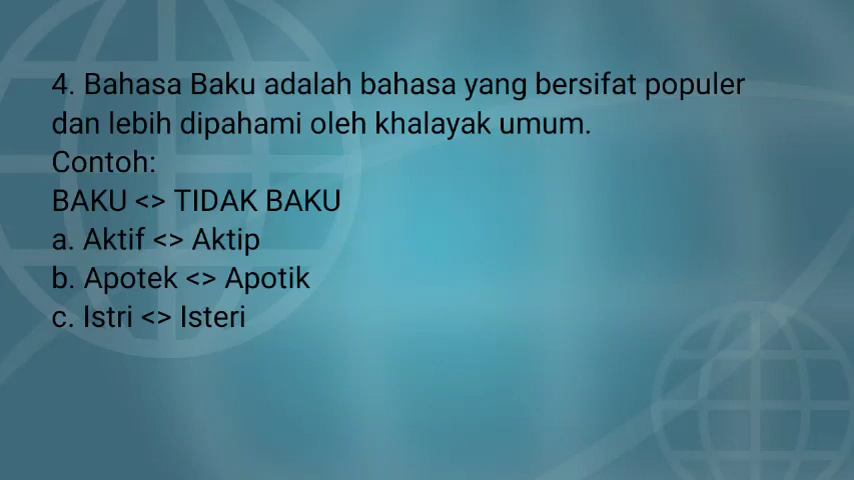 4. Bahasa Baku adalah bahasa yang bersifat populer
dan lebih dipahami oleh khalayak umum.
Contoh:
BAKU <> TIDAK BAKU
a. Aktif <> Aktip
b. Apotek <> Apotik
c. Istri <> Isteri